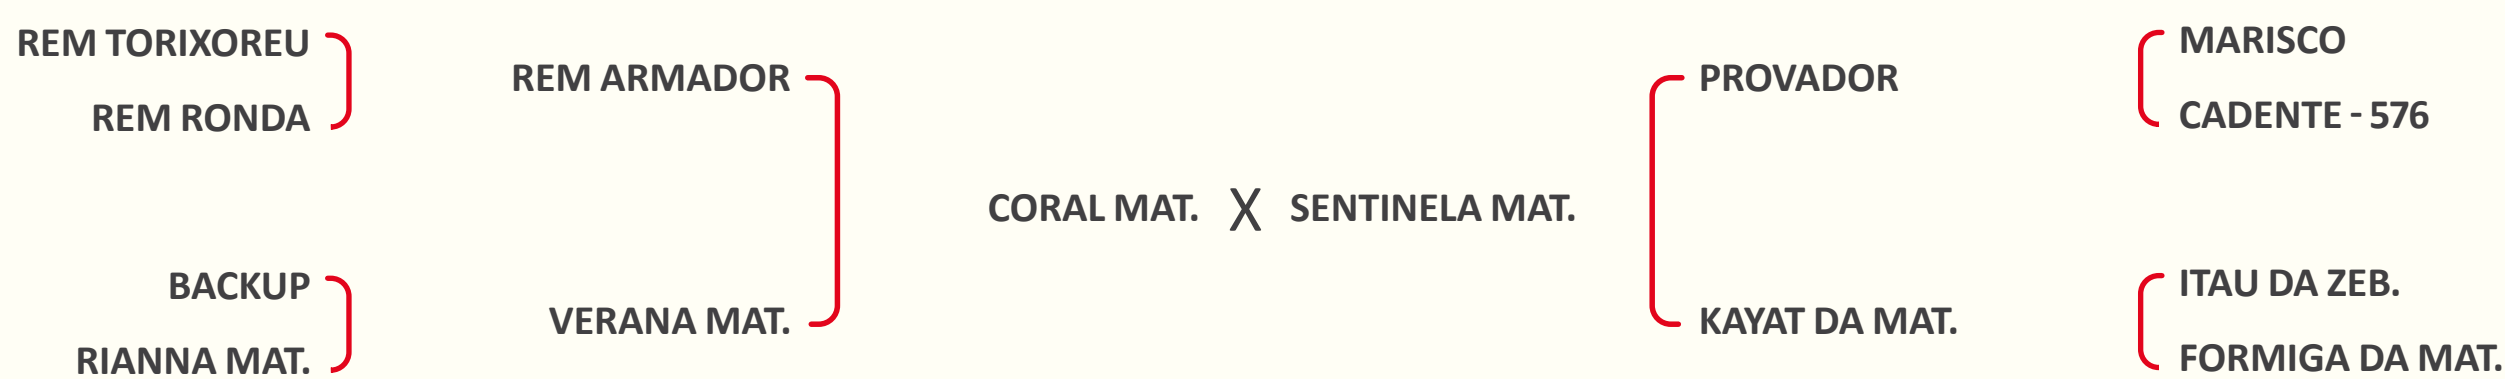 REM TORIXOREU
REM RONDA
REM ARMADOR
BACKUP
RIANNA MAT.
VERANA MAT.
CORAL MAT. X SENTINELA MAT.
PROVADOR
MARISCO
CADENTE - 576
KAYAT DA MAT.
ITAU DA ZEB.
FORMIGA DA MAT.